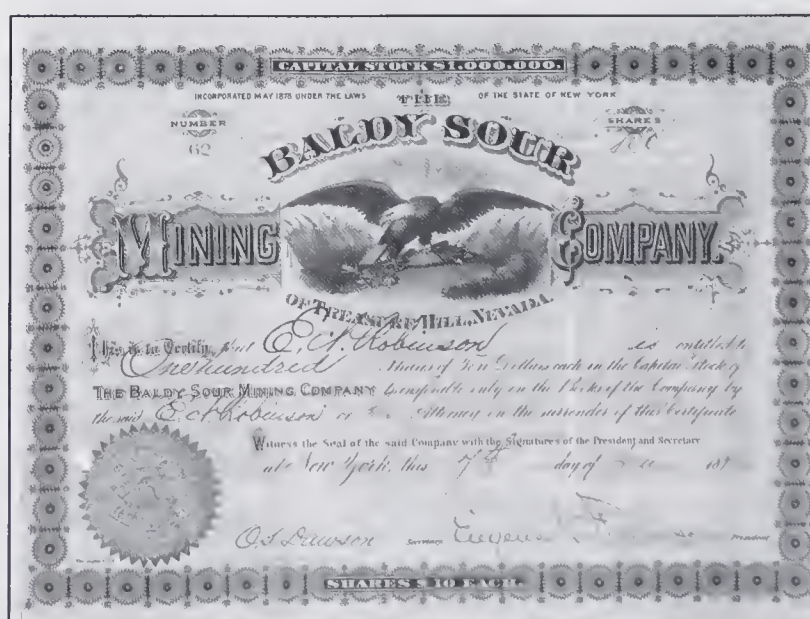 CAPITAL STOCK $1,000,000.
INCORPORATED MAY 1878 UNDER THE LAWS THE OF THE STATE OF NEW YORK
NUMBER SHARES
62 100
BALDY SOUR
MINING COMPANY.
OF TREASURE HILL, NEVADA.
This is to Certify, that E. N. Robinson is entitled to
One hundred Shares of Ten Dollars each in the Capital Stock of
THE BALDY SOUR MINING COMPANY transferable only on the Books of the Company by
the said E. N. Robinson or Attorney on the surrender of this Certificate
Witness the Seal of the said Company with the Signatures of the President and Secretary
at New York, this 7th day of 187
O.S. Dawson Secretary Eugene President
SHARES $10 EACH.